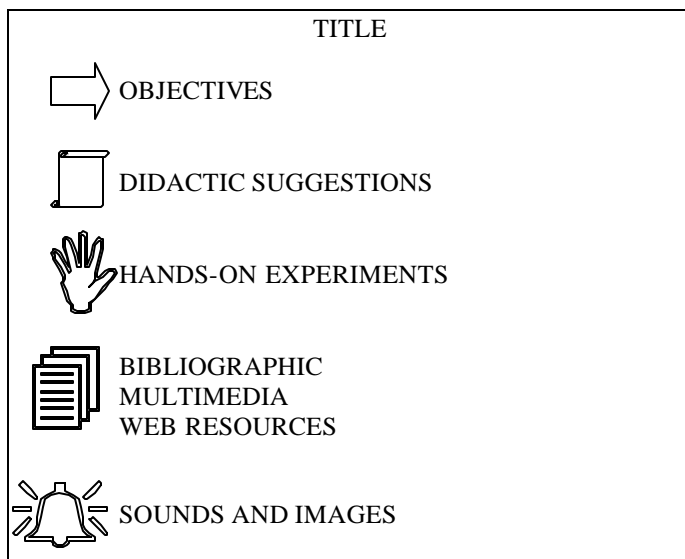 TITLE
OBJECTIVES
DIDACTIC SUGGESTIONS
HANDS-ON EXPERIMENTS
BIBLIOGRAPHIC
MULTIMEDIA
WEB RESOURCES
SOUNDS AND IMAGES